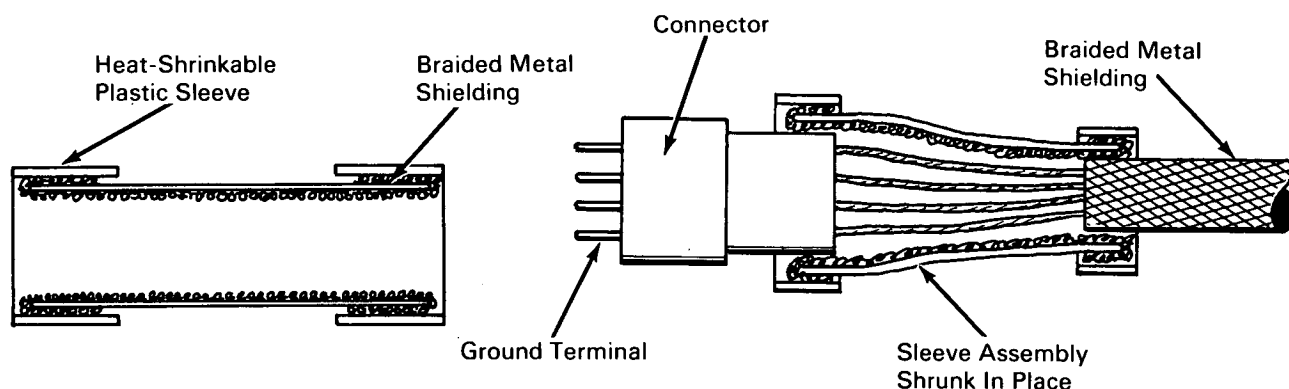 Connector
Heat-Shrinkable
Plastic Sleeve
Braided Metal
Shielding
Braided Metal
Shielding
Ground Terminal
Sleeve Assembly
Shrunk In Place